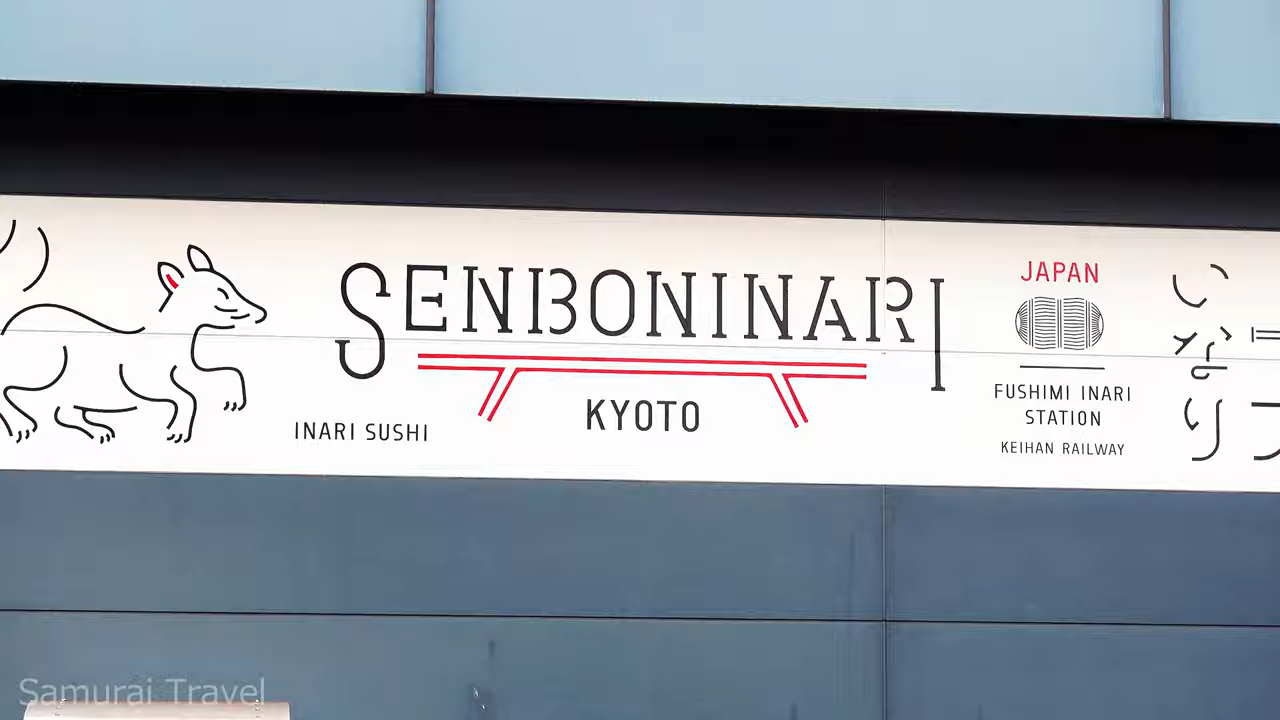 SENBONINARI
KYOTO
INARI SUSHI
JAPAN
FUSHIMI INARI
STATION
KEIHAN RAILWAY
Samurai Travel